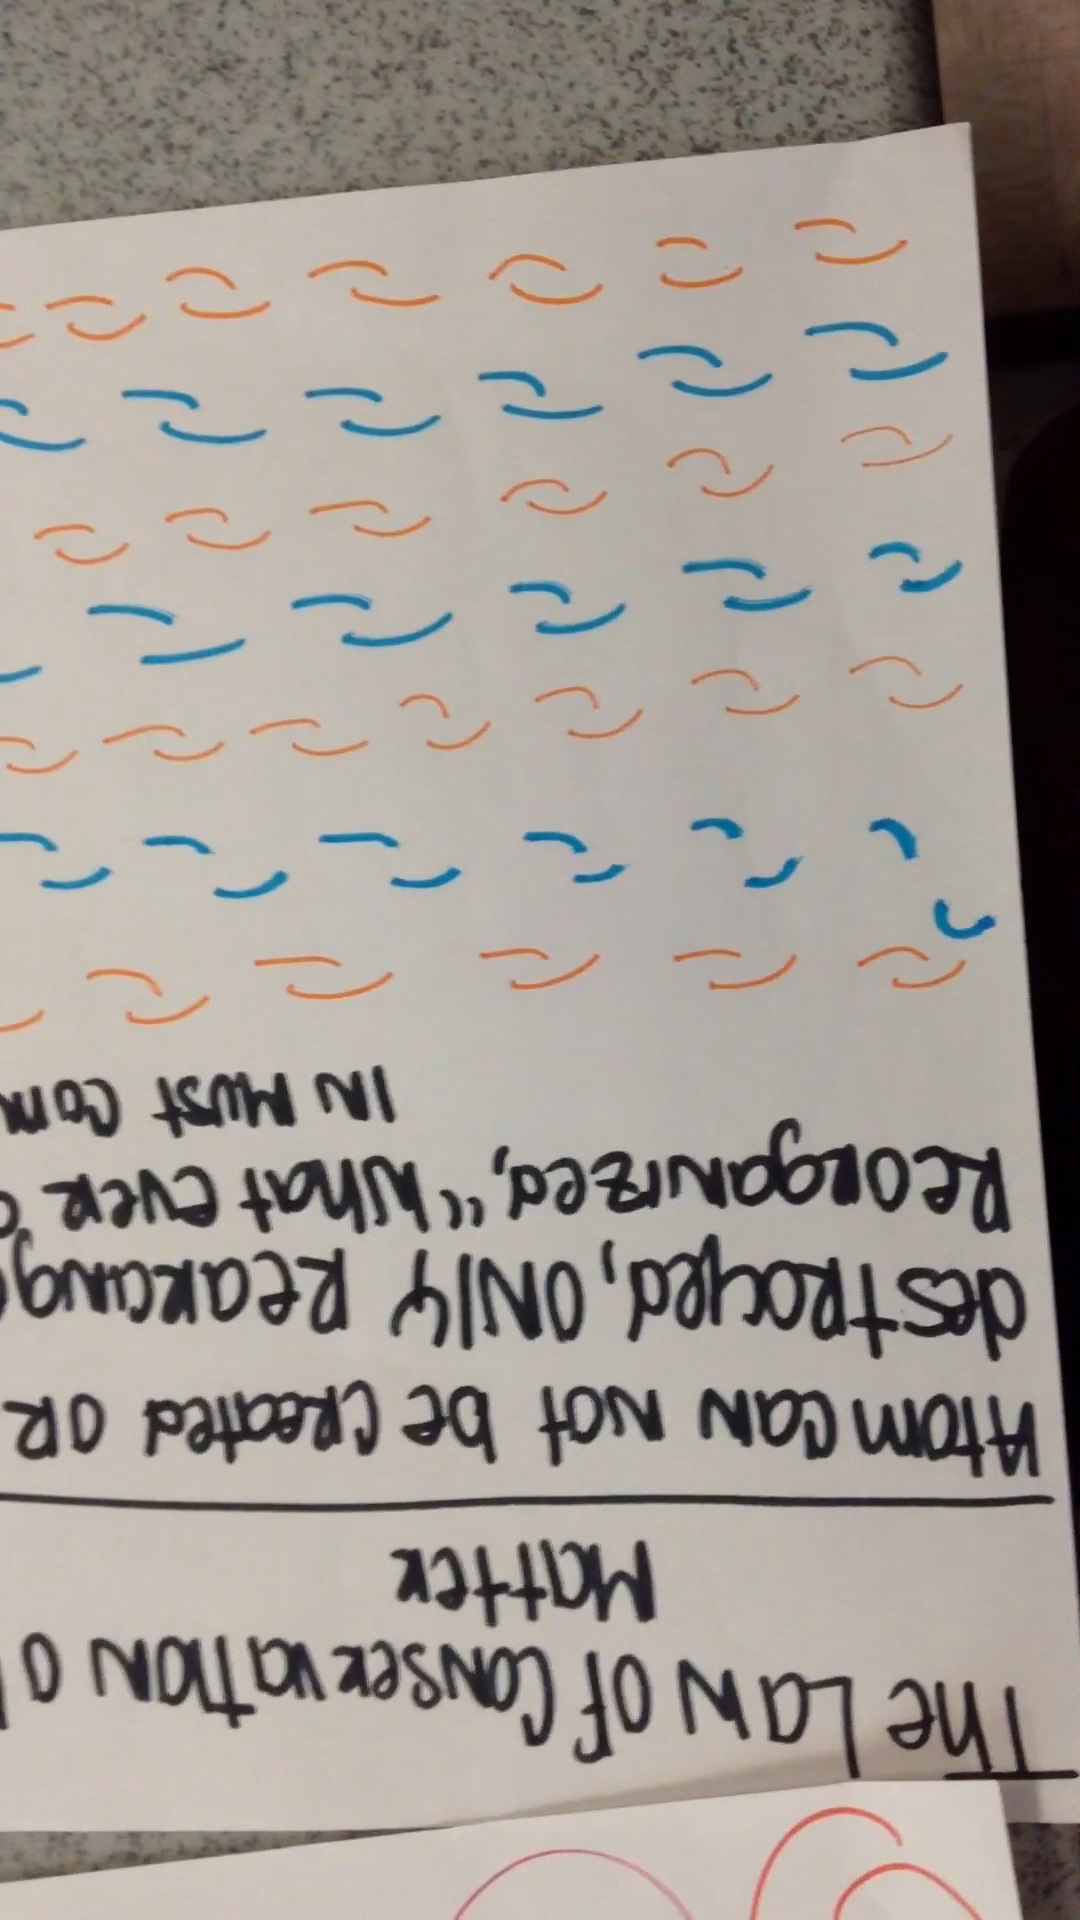 The Law OF Conservation
Matter
Atom can not be created or
destroyed, only
Reorganized, "What ever
IN MUST